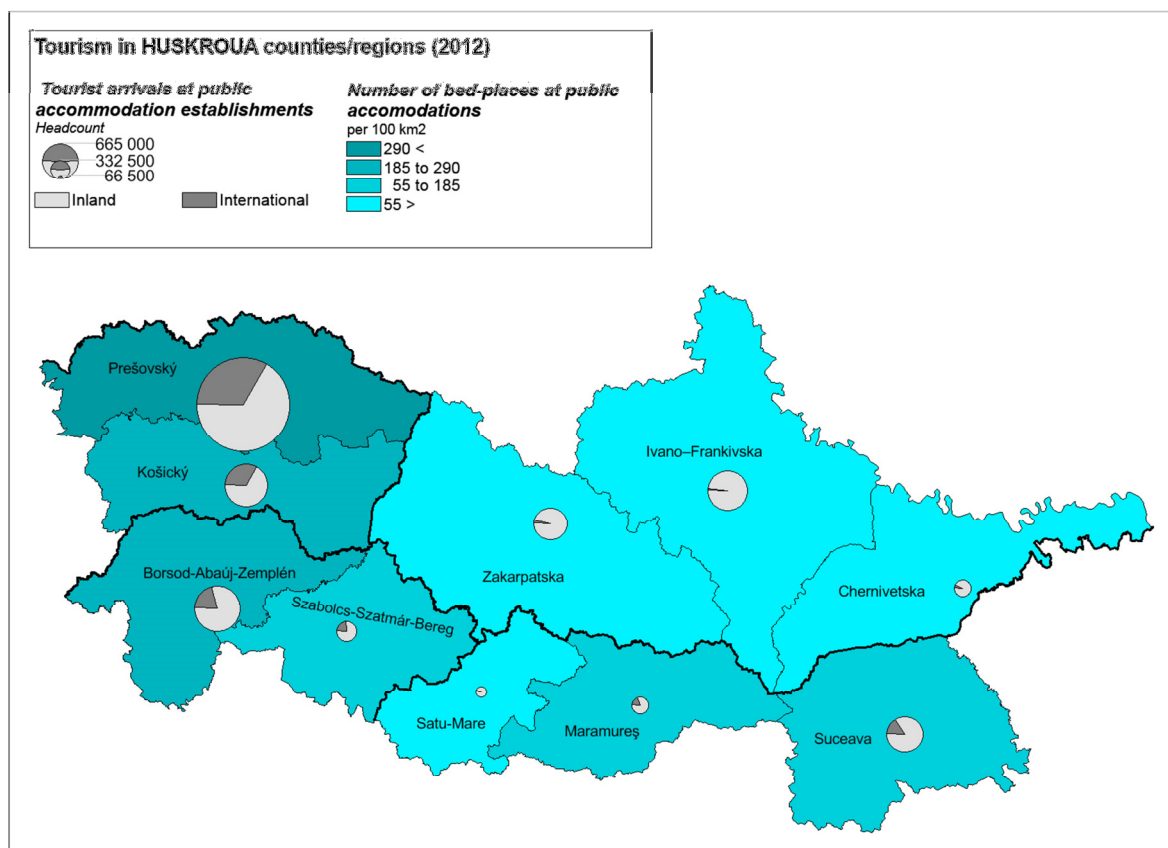 Tourism in HUSKROUA counties/regions (2012)
Tourist arrivals at public
accommodation establishments
Headcount
665 000
332 500
66 500
Inland
International
Number of bed-places at public
accomodations
per 100 km2
290 <
185 to 290
55 to 185
55 >
Prešovský
Košický
Ivano–Frankivska
Borsod-Abaúj-Zemplén
Zakarpatska
Chernivetska
Szabolcs-Szatmár-Bereg
Satu-Mare
Maramureş
Suceava